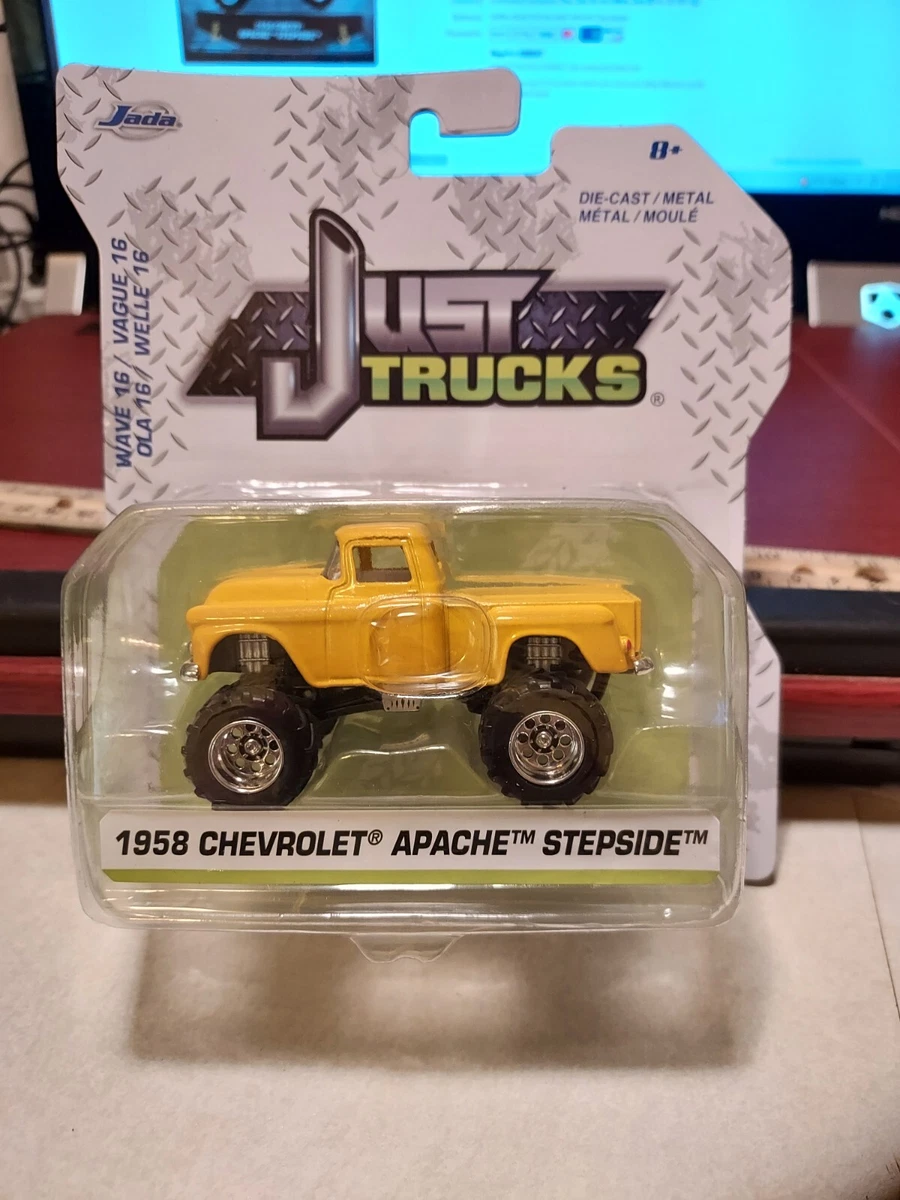 Jada
8+
DIE-CAST / METAL
MÉTAL / MOULÉ
WAVE 16 / VAGUE 16
OLA 16 / WELLE 16
JUST
TRUCKS®
1958 CHEVROLET® APACHE™ STEPSIDE™